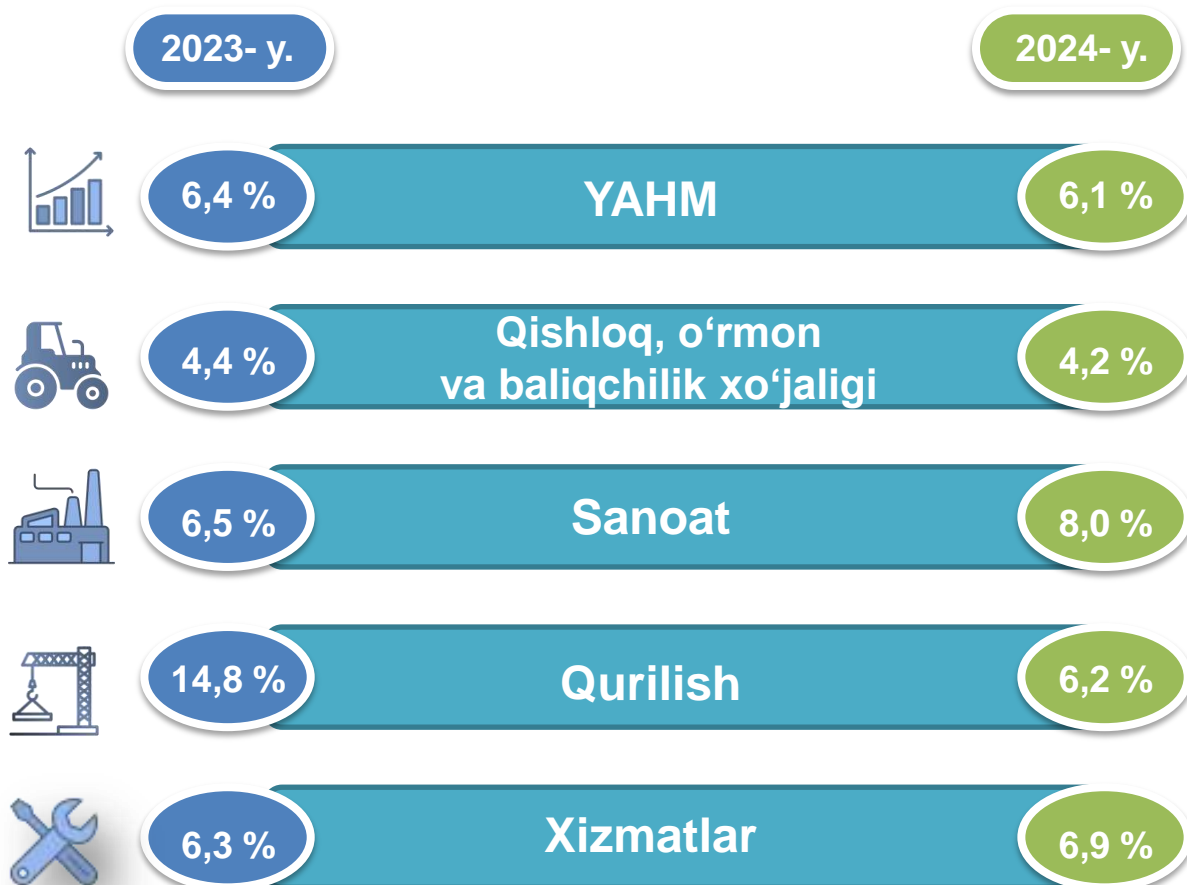 2023- y.
2024- y.
6,4 %
YAHM
6,1 %
4,4 %
Qishloq, o‘rmon
va baliqchilik xo‘jaligi
4,2 %
6,5 %
Sanoat
8,0 %
14,8 %
Qurilish
6,2 %
6,3 %
Xizmatlar
6,9 %